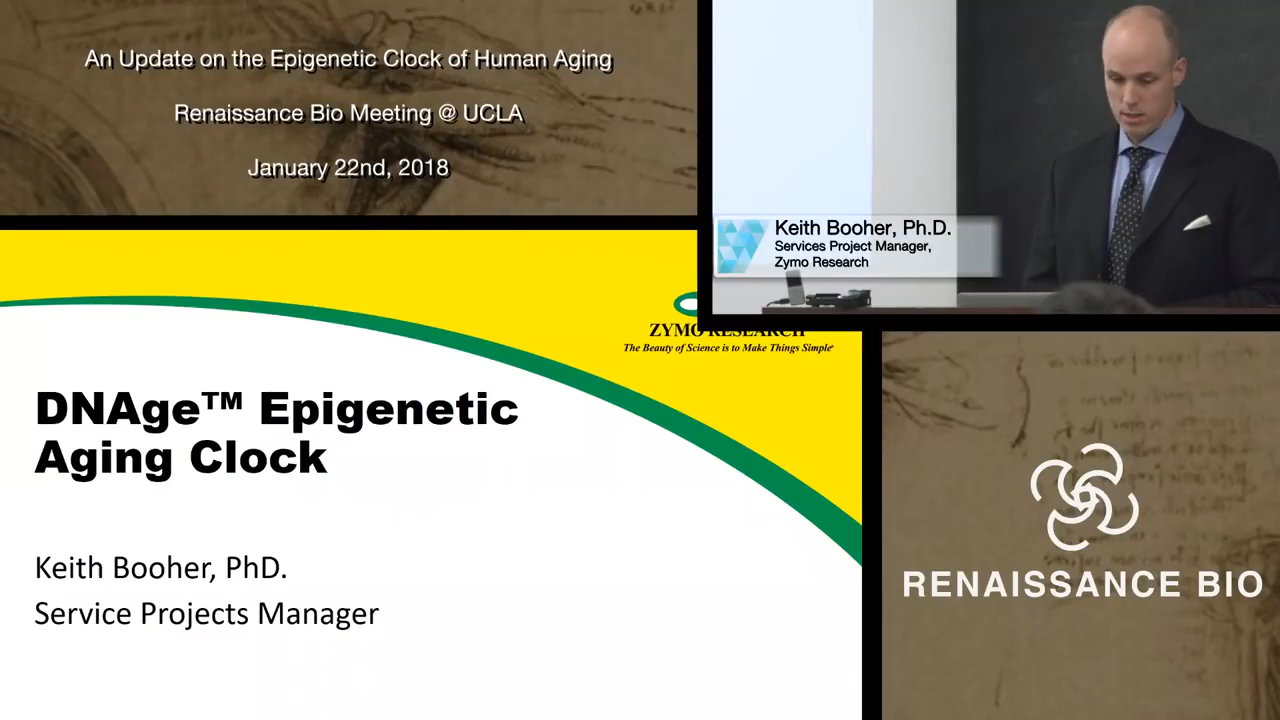 An Update on the Epigenetic Clock of Human Aging
Renaissance Bio Meeting @ UCLA
January 22nd, 2018
Keith Booher, Ph.D.
Services Project Manager,
Zymo Research
ZYMO RESEARCH
The Beauty of Science is to Make Things Simple®
DNAge™ Epigenetic
Aging Clock
Keith Booher, PhD.
Service Projects Manager
RENAISSANCE BIO